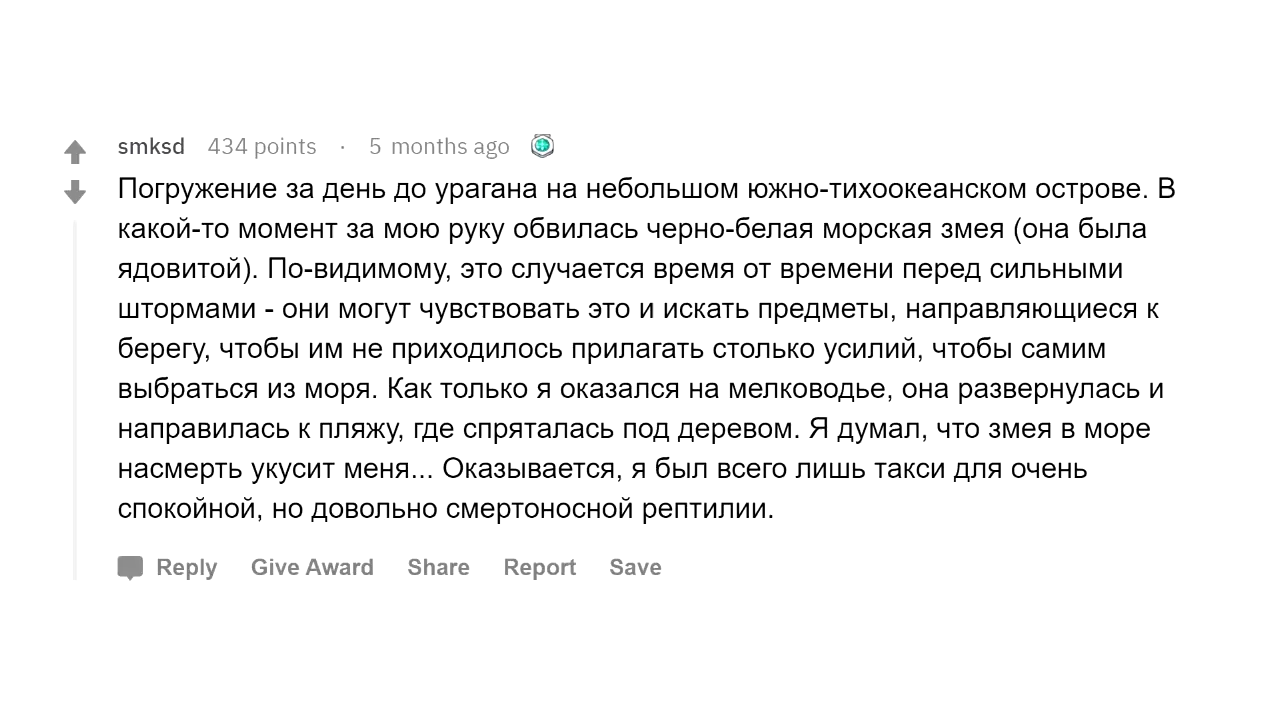 smksd 434 points · 5 months ago
Погружение за день до урагана на небольшом южно-тихоокеанском острове. В
какой-то момент за мою руку обвилась черно-белая морская змея (она была
ядовитой). По-видимому, это случается время от времени перед сильными
штормами - они могут чувствовать это и искать предметы, направляющиеся к
берегу, чтобы им не приходилось прилагать столько усилий, чтобы самим
выбраться из моря. Как только я оказался на мелководье, она развернулась и
направилась к пляжу, где спряталась под деревом. Я думал, что змея в море
насмерть укусит меня... Оказывается, я был всего лишь такси для очень
спокойной, но довольно смертоносной рептилии.
Reply Give Award Share Report Save